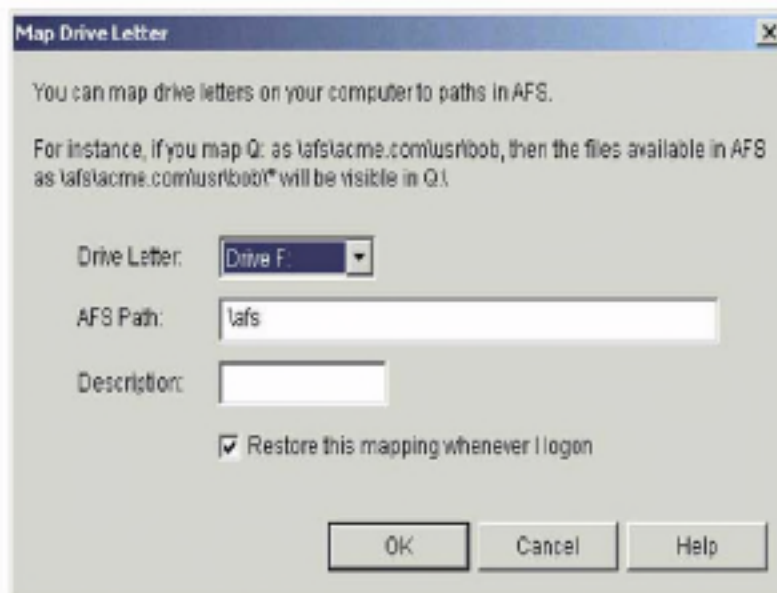 Map Drive Letter
You can map drive letters on your computer to paths in AFS.
For instance, if you map Q: as \afs\acme.com\usr\bob, then the files available in AFS
as \afs\acme.com\usr\bob\* will be visible in Q:\
Drive Letter: Drive F:
AFS Path: \afs
Description:
Restore this mapping whenever I logon
OK Cancel Help